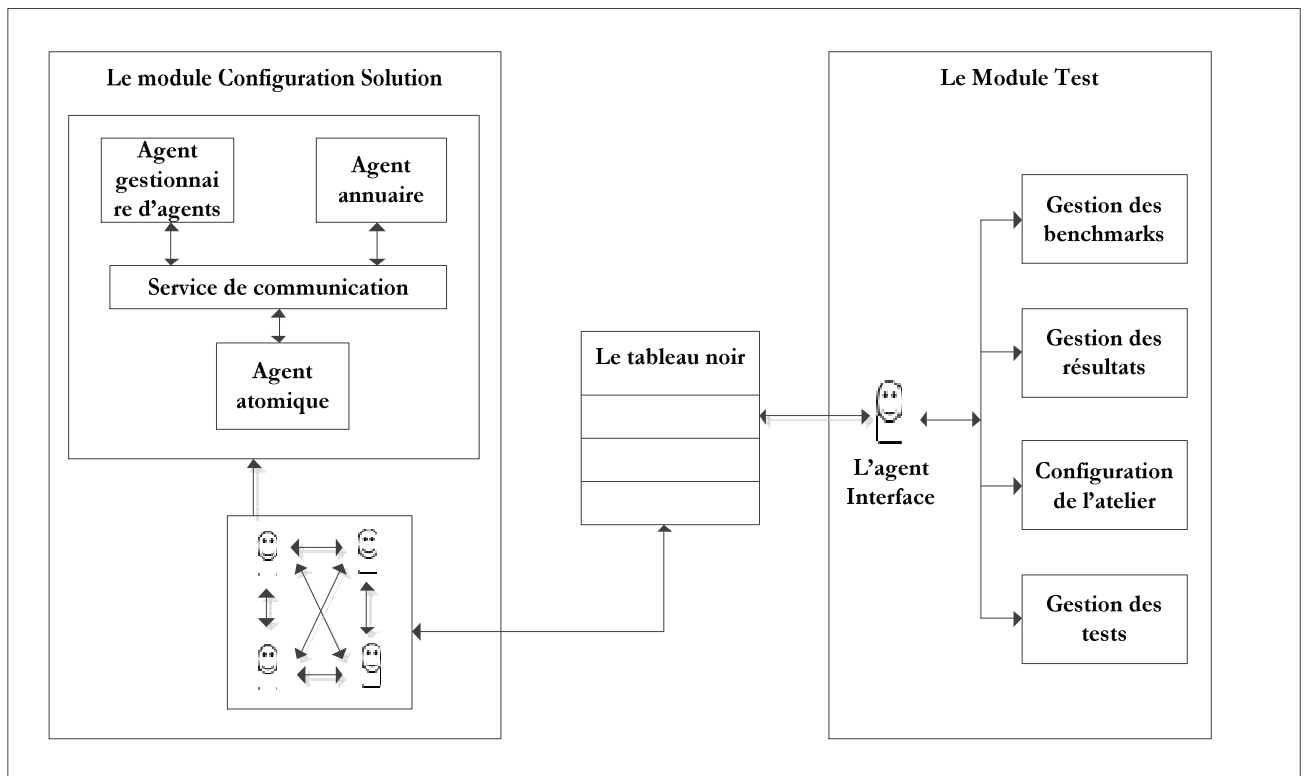 Le module Configuration Solution
Agent
gestionnai
re d'agents
Agent
annuaire
Service de communication
Agent
atomique
Le tableau noir
Le Module Test
L'agent
Interface
Gestion des
benchmarks
Gestion des
résultats
Configuration
de l'atelier
Gestion des
tests